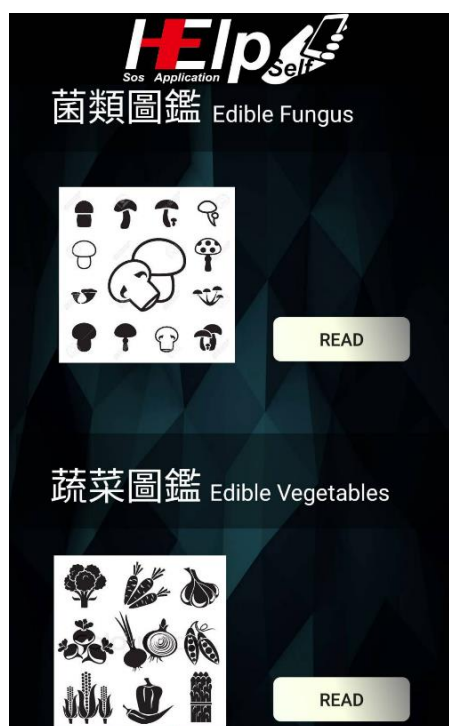 HElp
Self
Sos Application
菌類圖鑑 Edible Fungus
READ
蔬菜圖鑑 Edible Vegetables
READ